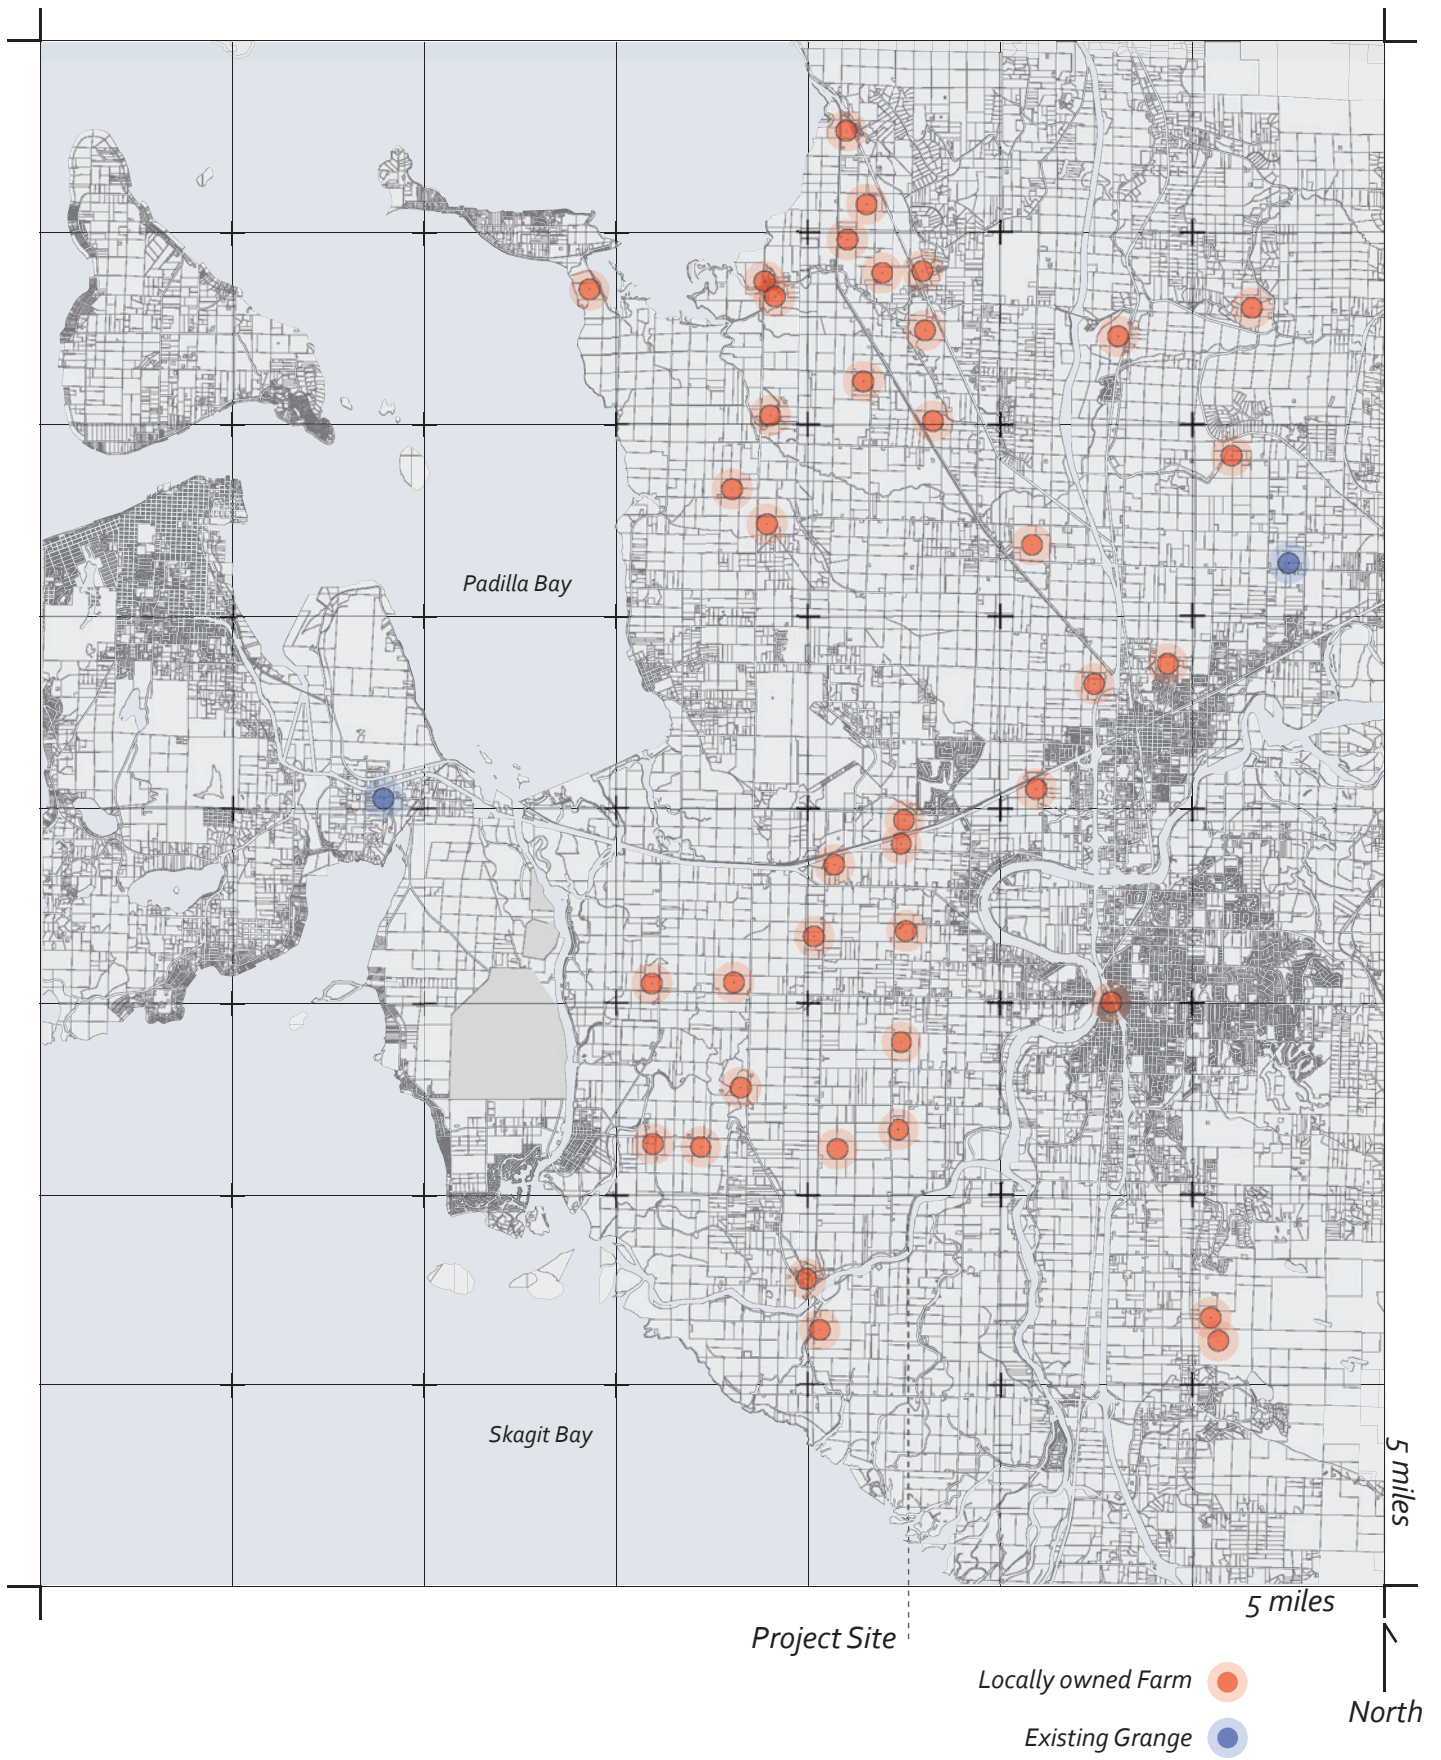 Padilla Bay
Skagit Bay
5 miles
5 miles
Project Site
Locally owned Farm
North
Existing Grange